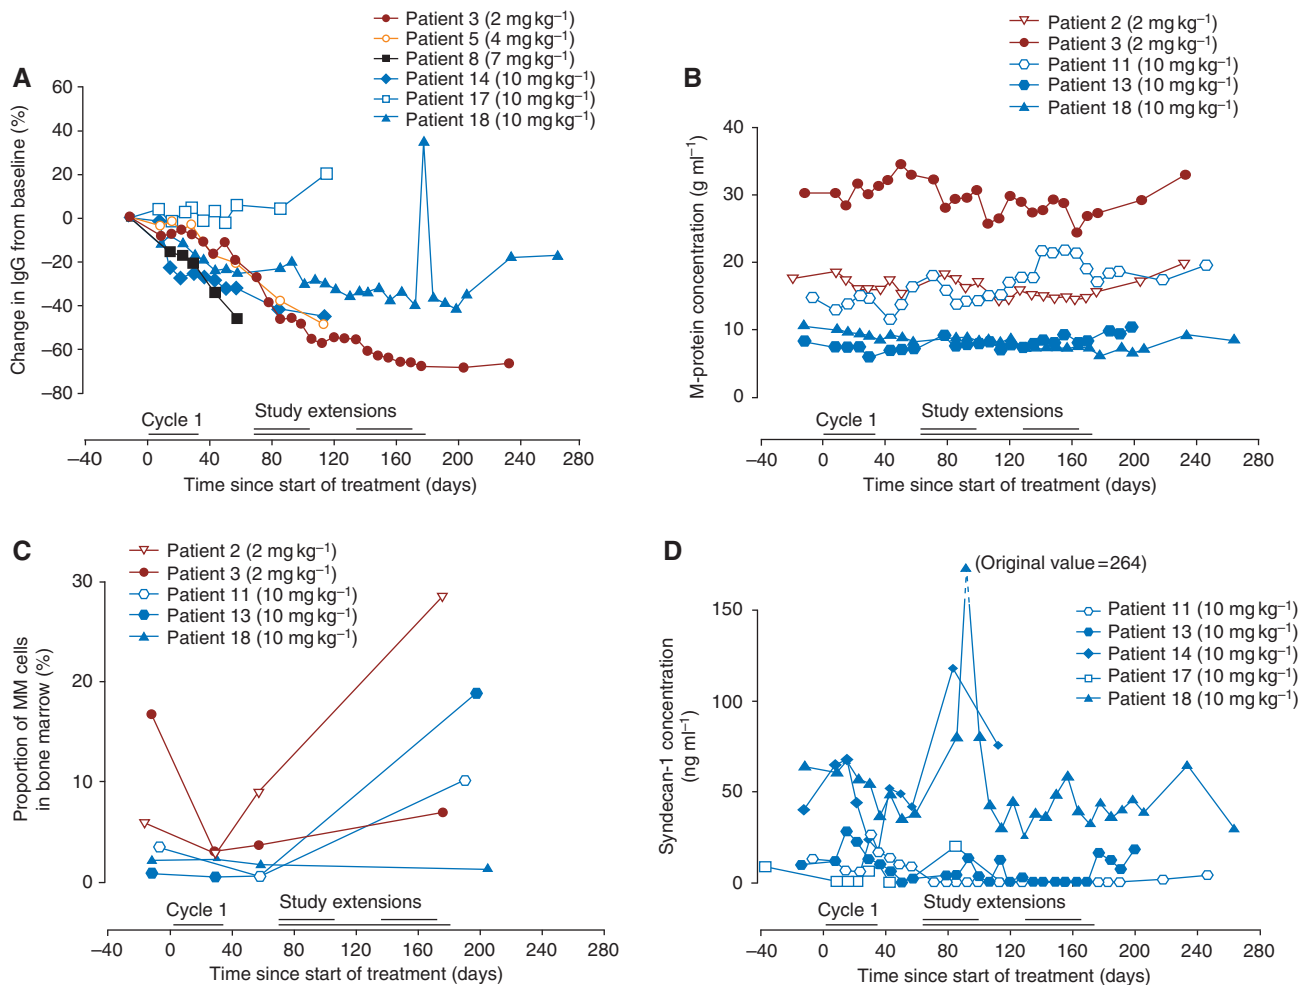 A
Patient 3 (2 mg kg–1)
Patient 5 (4 mg kg–1)
Patient 8 (7 mg kg–1)
Patient 14 (10 mg kg–1)
Patient 17 (10 mg kg–1)
Patient 18 (10 mg kg–1)
Change in IgG from baseline (%)
60
40
20
0
–20
–40
–60
–80
Cycle 1
Study extensions
–40 0 40 80 120 160 200 240 280
Time since start of treatment (days)
B
Patient 2 (2 mg kg–1)
Patient 3 (2 mg kg–1)
Patient 11 (10 mg kg–1)
Patient 13 (10 mg kg–1)
Patient 18 (10 mg kg–1)
M-protein concentration (g ml–1)
40
30
20
10
0
Cycle 1
Study extensions
–40 0 40 80 120 160 200 240 280
Time since start of treatment (days)
C
Patient 2 (2 mg kg–1)
Patient 3 (2 mg kg–1)
Patient 11 (10 mg kg–1)
Patient 13 (10 mg kg–1)
Patient 18 (10 mg kg–1)
Proportion of MM cells
in bone marrow (%)
30
20
10
0
Cycle 1
Study extensions
–40 0 40 80 120 160 200 240 280
Time since start of treatment (days)
D
(Original value = 264)
Patient 11 (10 mg kg–1)
Patient 13 (10 mg kg–1)
Patient 14 (10 mg kg–1)
Patient 17 (10 mg kg–1)
Patient 18 (10 mg kg–1)
Syndecan-1 concentration
(ng ml–1)
150
100
50
0
Cycle 1
Study extensions
–40 0 40 80 120 160 200 240 280
Time since start of treatment (days)